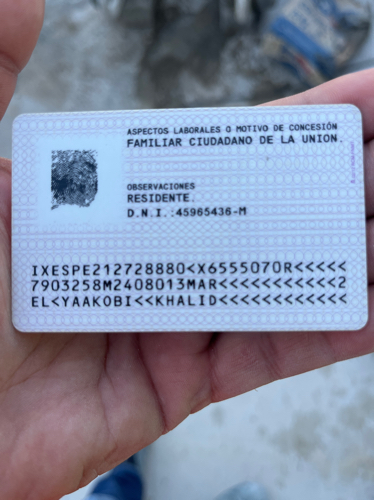 ASPECTOS LABORALES O MOTIVO DE CONCESIÓN
FAMILIAR CIUDADANO DE LA UNION.
OBSERVACIONES
RESIDENTE.
D.N.I.:45965436-M
IXESPE212728880<X6555070R<<<<<
7903258M2408013MAR<<<<<<<<<<<2
EL<YAAKOBI<<KHALID<<<<<<<<<<<<